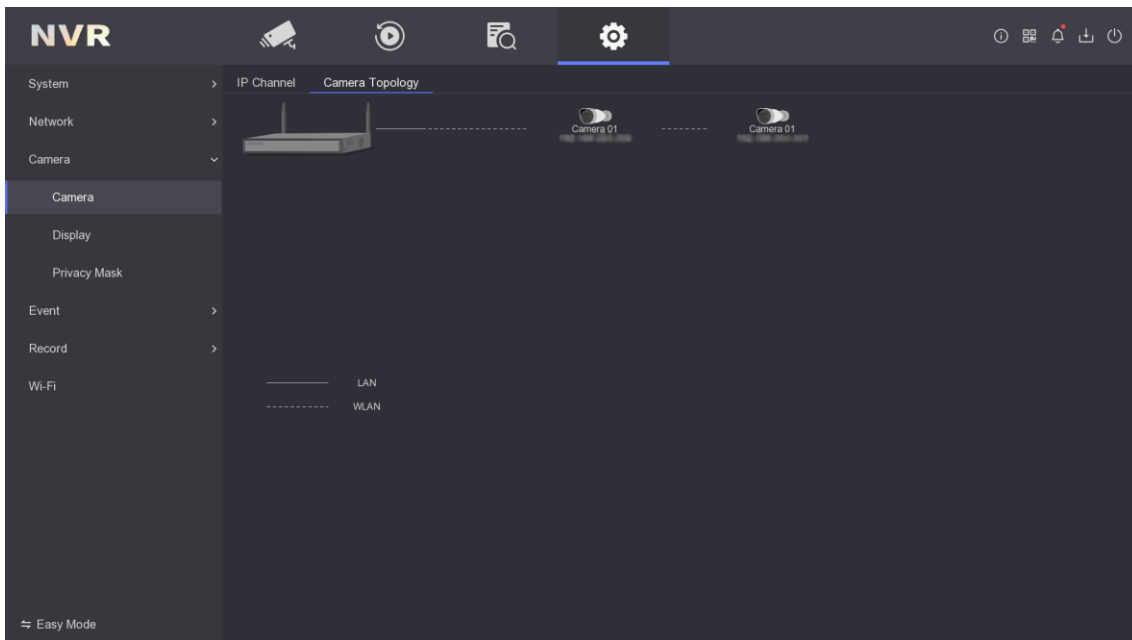 NVR
System
IP Channel Camera Topology
Network
Camera 01 Camera 01
Camera
Camera
Display
Privacy Mask
Event
Record
Wi-Fi
LAN
WLAN
Easy Mode